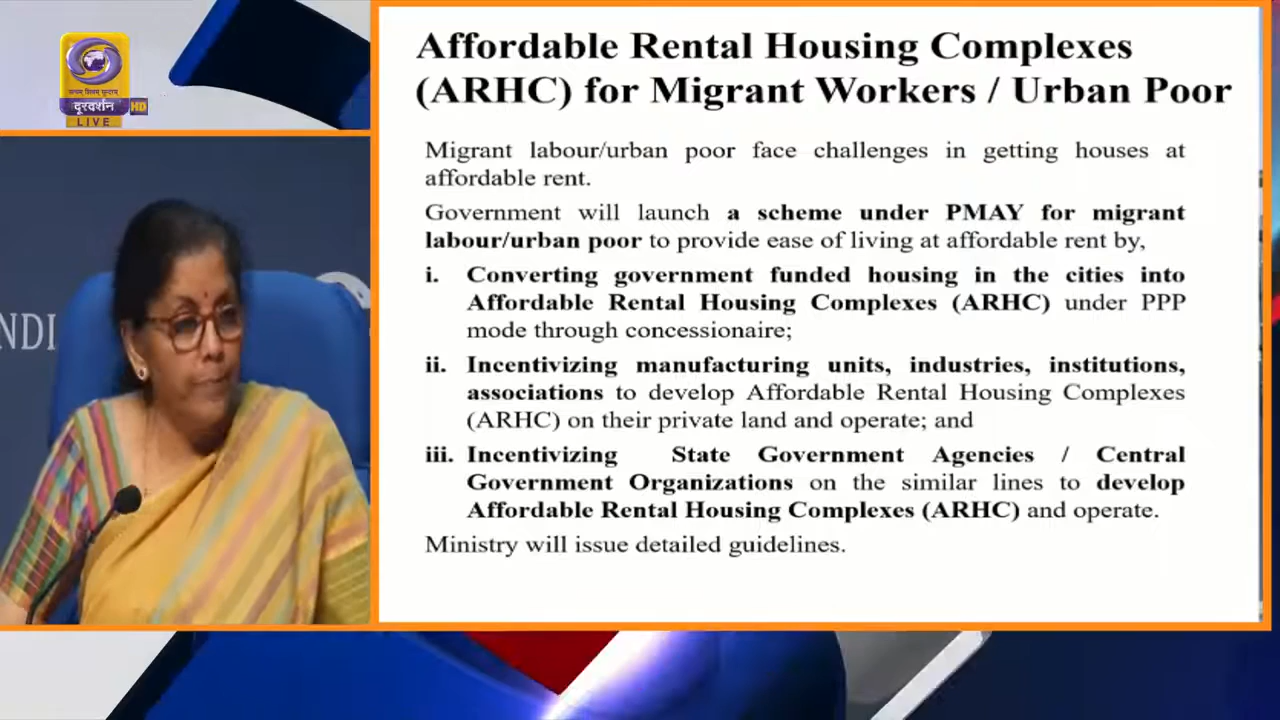 सत्यम् शिवम् सुन्दरम्
दूरदर्शन HD
LIVE
NDI
Affordable Rental Housing Complexes
(ARHC) for Migrant Workers / Urban Poor
Migrant labour/urban poor face challenges in getting houses at
affordable rent.
Government will launch a scheme under PMAY for migrant
labour/urban poor to provide ease of living at affordable rent by,
i. Converting government funded housing in the cities into
Affordable Rental Housing Complexes (ARHC) under PPP
mode through concessionaire;
ii. Incentivizing manufacturing units, industries, institutions,
associations to develop Affordable Rental Housing Complexes
(ARHC) on their private land and operate; and
iii. Incentivizing State Government Agencies / Central
Government Organizations on the similar lines to develop
Affordable Rental Housing Complexes (ARHC) and operate.
Ministry will issue detailed guidelines.